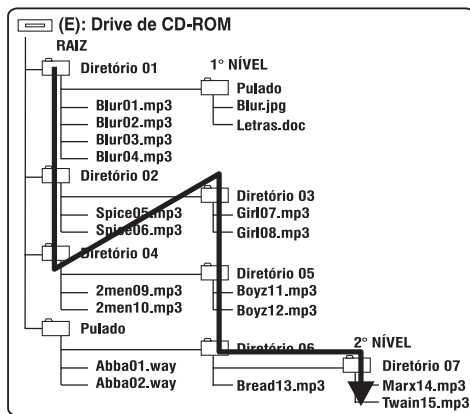 (E): Drive de CD-ROM
RAIZ
Diretório 01
1° NÍVEL
Pulado
Blur01.mp3
Blur.jpg
Blur02.mp3
Letras.doc
Blur03.mp3
Blur04.mp3
Diretório 02
Diretório 03
Spice05.mp3
Girl07.mp3
Spice06.mp3
Girl08.mp3
Diretório 04
Diretório 05
2men09.mp3
Boyz11.mp3
2men10.mp3
Boyz12.mp3
Pulado
Diretório 06
2° NÍVEL
Diretório 07
Abba01.way
Abba02.way
Bread13.mp3
Marx14.mp3
Twain15.mp3